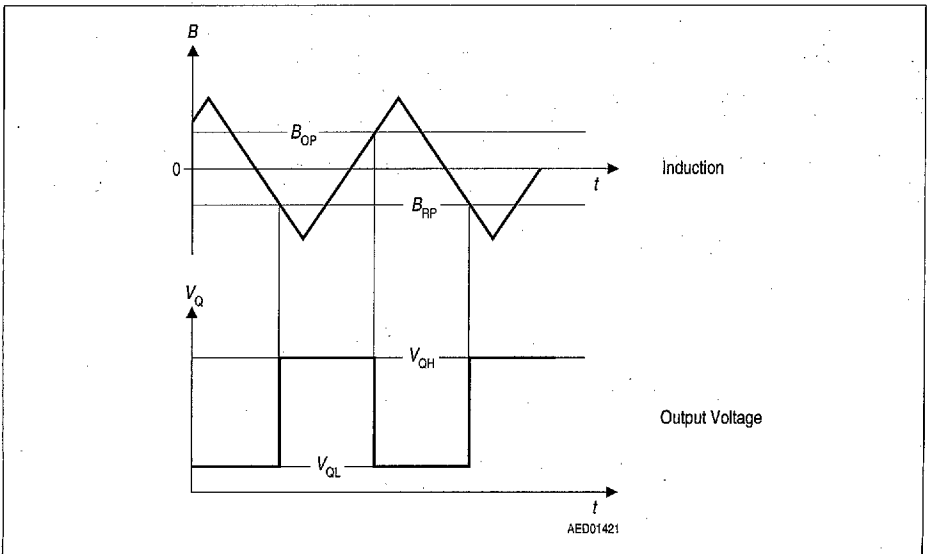 B
B_OP
0
t
Induction
B_RP
V_Q
V_QH
Output Voltage
V_QL
t
AED01421